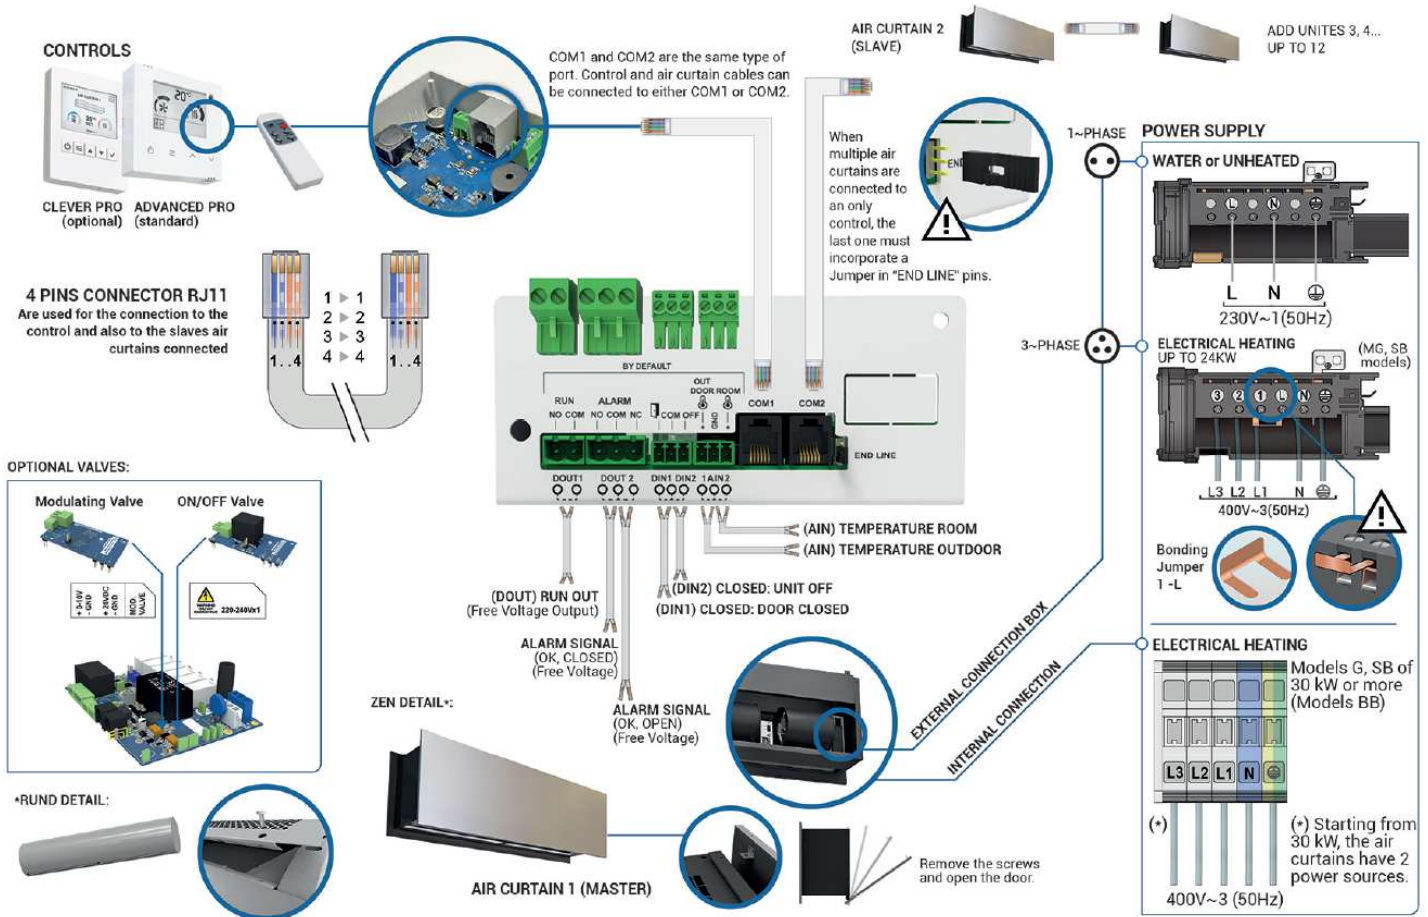 CONTROLS
CLEVER PRO
(optional)
ADVANCED PRO
(standard)
COM1 and COM2 are the same type of
port. Control and air curtain cables can
be connected to either COM1 or COM2.
AIR CURTAIN 2
(SLAVE)
ADD UNITES 3, 4...
UP TO 12
When
multiple air
curtains are
connected to
an only
control, the
last one must
incorporate a
Jumper in "END LINE" pins.
END
4 PINS CONNECTOR RJ11
Are used for the connection to the
control and also to the slaves air
curtains connected
1 ▶ 1
2 ▶ 2
3 ▶ 3
4 ▶ 4
1..4
1..4
BY DEFAULT
RUN
NO COM
ALARM
NO COM NC
COM OFF
OUT
DOOR ROOM
GND
COM1
COM2
END LINE
DOUT1
DOUT 2
DIN1 DIN2
1AIN2
(AIN) TEMPERATURE ROOM
(AIN) TEMPERATURE OUTDOOR
(DIN2) CLOSED: UNIT OFF
(DIN1) CLOSED: DOOR CLOSED
(DOUT) RUN OUT
(Free Voltage Output)
ALARM SIGNAL
(OK, CLOSED)
(Free Voltage)
ALARM SIGNAL
(OK, OPEN)
(Free Voltage)
OPTIONAL VALVES:
Modulating Valve
ON/OFF Valve
+ 0-10V
- GND
+ 24VDC
- GND
MOD.
VALVE
220-240Vx1
*RUND DETAIL:
ZEN DETAIL*:
AIR CURTAIN 1 (MASTER)
Remove the screws
and open the door.
EXTERNAL CONNECTION BOX
INTERNAL CONNECTION
1~PHASE
3~PHASE
POWER SUPPLY
WATER or UNHEATED
L N
L N
230V~1(50Hz)
ELECTRICAL HEATING
UP TO 24KW
(MG, SB
models)
3 2 1 L N
L3 L2 L1 N
400V~3(50Hz)
Bonding
Jumper
1 -L
ELECTRICAL HEATING
Models G, SB of
30 kW or more
(Models BB)
L3 L2 L1 N
(*)
(*) Starting from
30 kW, the air
curtains have 2
power sources.
400V~3 (50Hz)